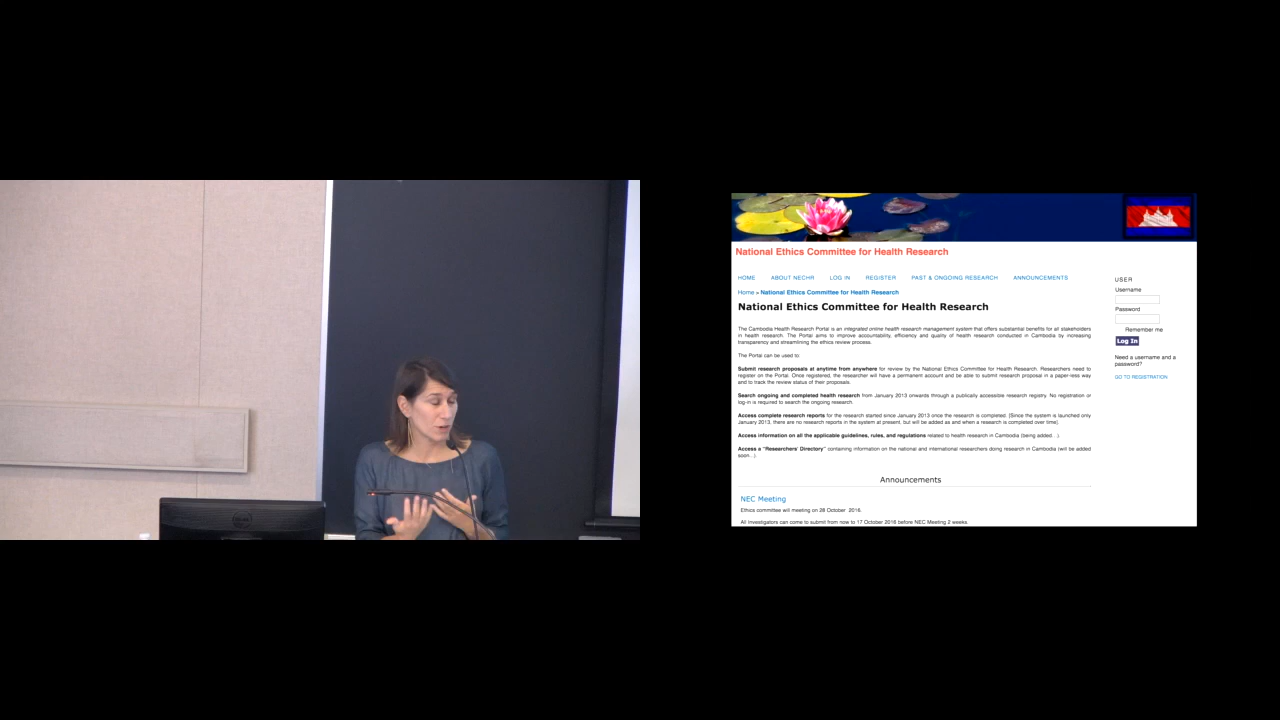 National Ethics Committee for Health Research
HOME ABOUT NECHR LOG IN REGISTER PAST & ONGOING RESEARCH ANNOUNCEMENTS
Home > National Ethics Committee for Health Research
National Ethics Committee for Health Research
The Cambodia Health Research Portal is an integrated online health research management system that offers substantial benefits for all stakeholders
in health research. The Portal aims to improve accountability, efficiency and quality of health research conducted in Cambodia by increasing
transparency and streamlining the ethics review process.
The Portal can be used to:
Submit research proposals at anytime from anywhere for review by the National Ethics Committee for Health Research. Researchers need to
register on the Portal. Once registered, the researcher will have a permanent account and be able to submit research proposal in a paper-less way
and to track the review status of their proposals.
Search ongoing and completed health research from January 2013 onwards through a publically accessible research registry. No registration or
log-in is required to search the ongoing research.
Access complete research reports for the research started since January 2013 once the research is completed. [Since the system is launched only
January 2013, there are no research reports in the system at present, but will be added as and when a research is completed over time].
Access information on all the applicable guidelines, rules, and regulations related to health research in Cambodia (being added...).
Access a "Researchers' Directory" containing information on the national and international researchers doing research in Cambodia (will be added
soon...).
Announcements
NEC Meeting
Ethics committee will meeting on 28 October 2016.
All Investigators can come to submit from now to 17 October 2016 before NEC Meeting 2 weeks.
USER
Username
Password
Remember me
Log In
Need a username and a
password?
GO TO REGISTRATION